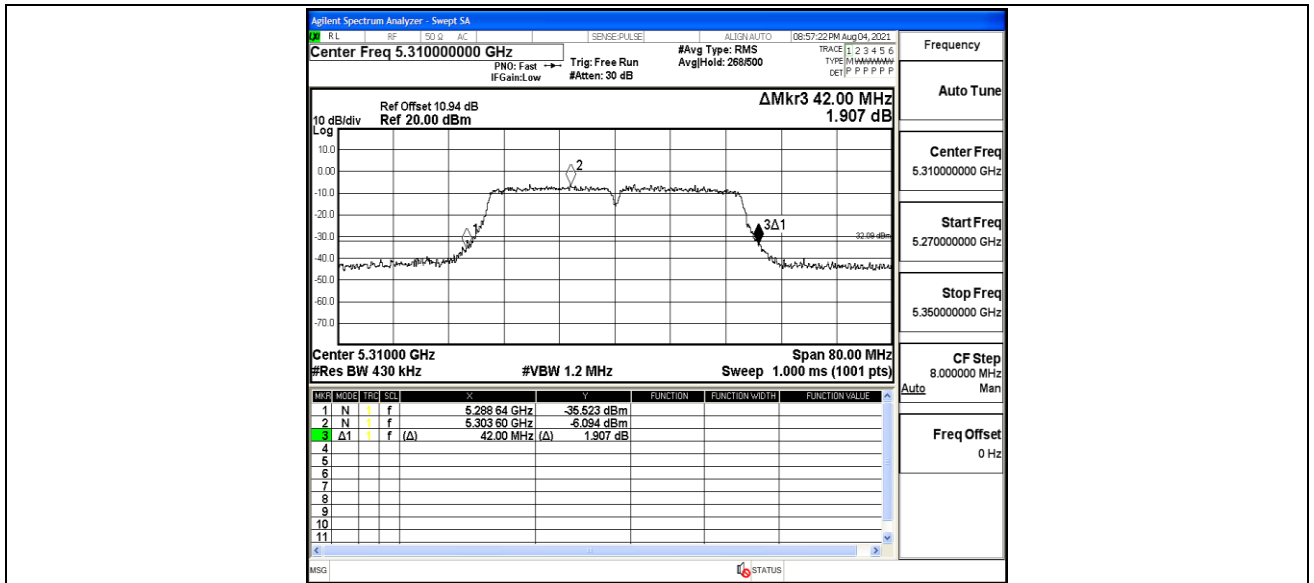 Agilent Spectrum Analyzer - Swept SA
RL RF 50 Ω AC SENSE:PULSE ALIGN AUTO 08:57:22 PM Aug 04, 2021
Center Freq 5.310000000 GHz
PNO: Fast
IFGain:Low
Trig: Free Run
#Atten: 30 dB
#Avg Type: RMS
Avg|Hold: 268/500
TRACE 1 2 3 4 5 6
TYPE M WWWWW
DET P P P P P P
Frequency
Auto Tune
Center Freq
5.310000000 GHz
Start Freq
5.270000000 GHz
Stop Freq
5.350000000 GHz
CF Step
8.000000 MHz
Auto Man
Freq Offset
0 Hz
ΔMkr3 42.00 MHz
1.907 dB
Ref Offset 10.94 dB
10 dB/div Ref 20.00 dBm
Log
10.0
0.00
-10.0
-20.0
-30.0
-40.0
-50.0
-60.0
-70.0
1
2
3Δ1
Center 5.31000 GHz Span 80.00 MHz
#Res BW 430 kHz #VBW 1.2 MHz Sweep 1.000 ms (1001 pts)
MKR MODE TRC SCL X Y FUNCTION FUNCTION WIDTH FUNCTION VALUE
1 N 1 f 5.288 64 GHz -35.523 dBm
2 N 1 f 5.303 60 GHz -6.094 dBm
3 Δ1 1 f (Δ) 42.00 MHz (Δ) 1.907 dB
4
5
6
7
8
9
10
11
MSG STATUS